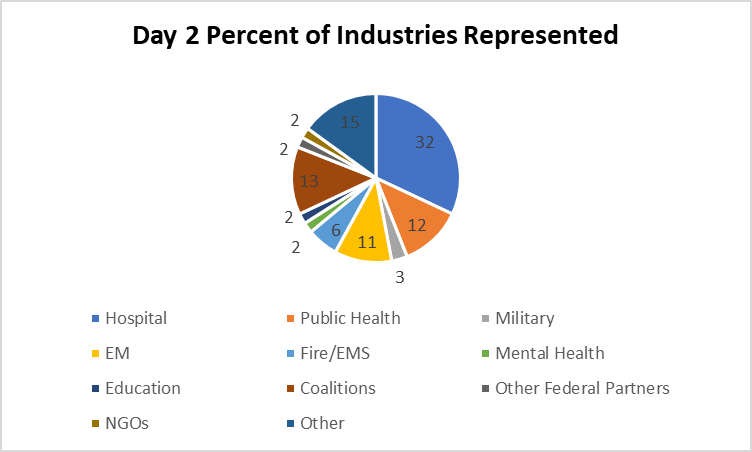 Day 2 Percent of Industries Represented
32
12
3
11
6
2
2
13
2
2
15
Hospital
Public Health
Military
EM
Fire/EMS
Mental Health
Education
Coalitions
Other Federal Partners
NGOs
Other